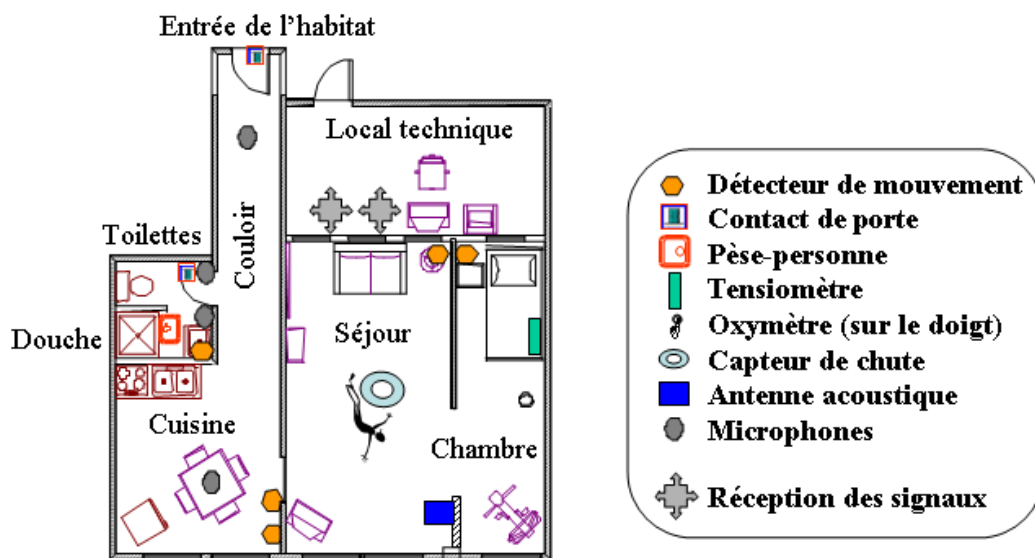 Entrée de l'habitat
Local technique
Couloir
Toilettes
Douche
Séjour
Cuisine
Chambre
Détecteur de mouvement
Contact de porte
Pèse-personne
Tensiomètre
Oxymètre (sur le doigt)
Capteur de chute
Antenne acoustique
Microphones
Réception des signaux